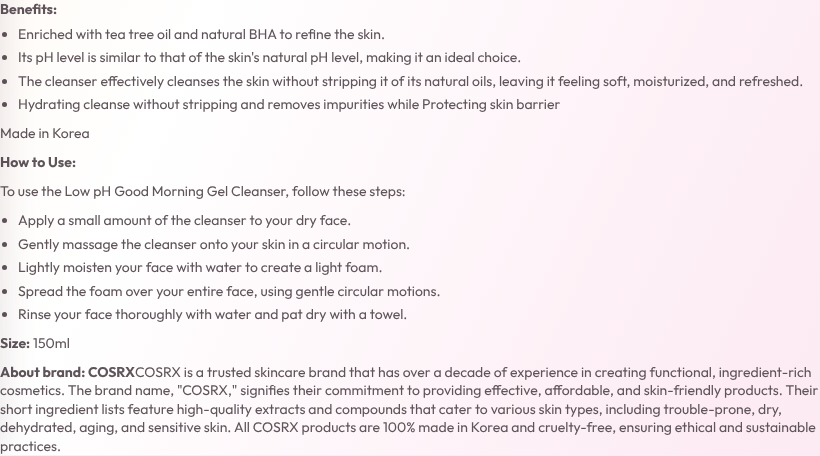 Benefits:
• Enriched with tea tree oil and natural BHA to refine the skin.
• Its pH level is similar to that of the skin's natural pH level, making it an ideal choice.
• The cleanser effectively cleanses the skin without stripping it of its natural oils, leaving it feeling soft, moisturized, and refreshed.
• Hydrating cleanse without stripping and removes impurities while Protecting skin barrier
Made in Korea
How to Use:
To use the Low pH Good Morning Gel Cleanser, follow these steps:
• Apply a small amount of the cleanser to your dry face.
• Gently massage the cleanser onto your skin in a circular motion.
• Lightly moisten your face with water to create a light foam.
• Spread the foam over your entire face, using gentle circular motions.
• Rinse your face thoroughly with water and pat dry with a towel.
Size: 150ml
About brand: COSRXCOSRX is a trusted skincare brand that has over a decade of experience in creating functional, ingredient-rich
cosmetics. The brand name, "COSRX," signifies their commitment to providing effective, affordable, and skin-friendly products. Their
short ingredient lists feature high-quality extracts and compounds that cater to various skin types, including trouble-prone, dry,
dehydrated, aging, and sensitive skin. All COSRX products are 100% made in Korea and cruelty-free, ensuring ethical and sustainable
practices.